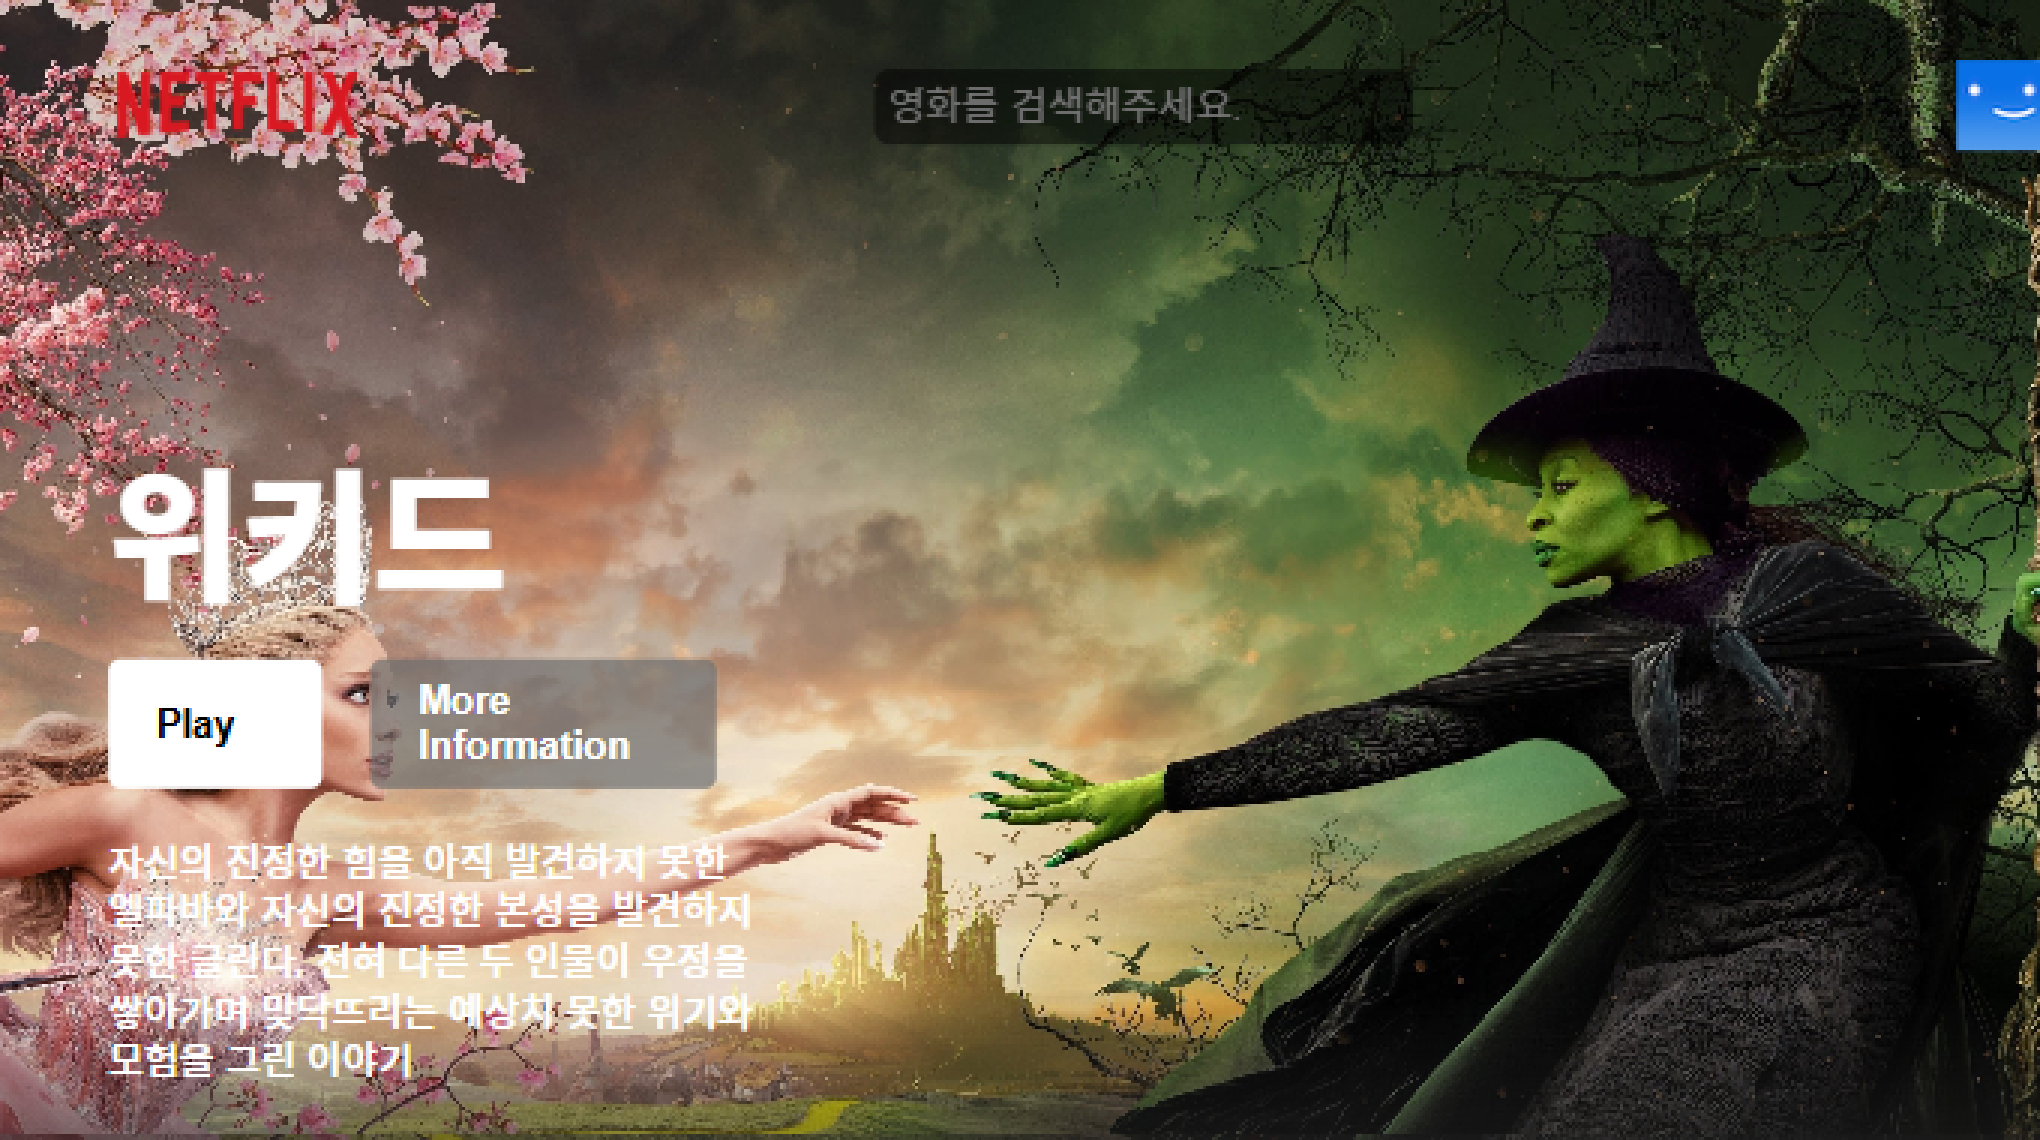 NETFLIX
영화를 검색해주세요.
위키드
Play
More
Information
자신의 진정한 힘을 아직 발견하지 못한
엘파바와 자신의 진정한 본성을 발견하지
못한 글린다. 전혀 다른 두 인물이 우정을
쌓아가며 맞닥뜨리는 예상치 못한 위기와
모험을 그린 이야기